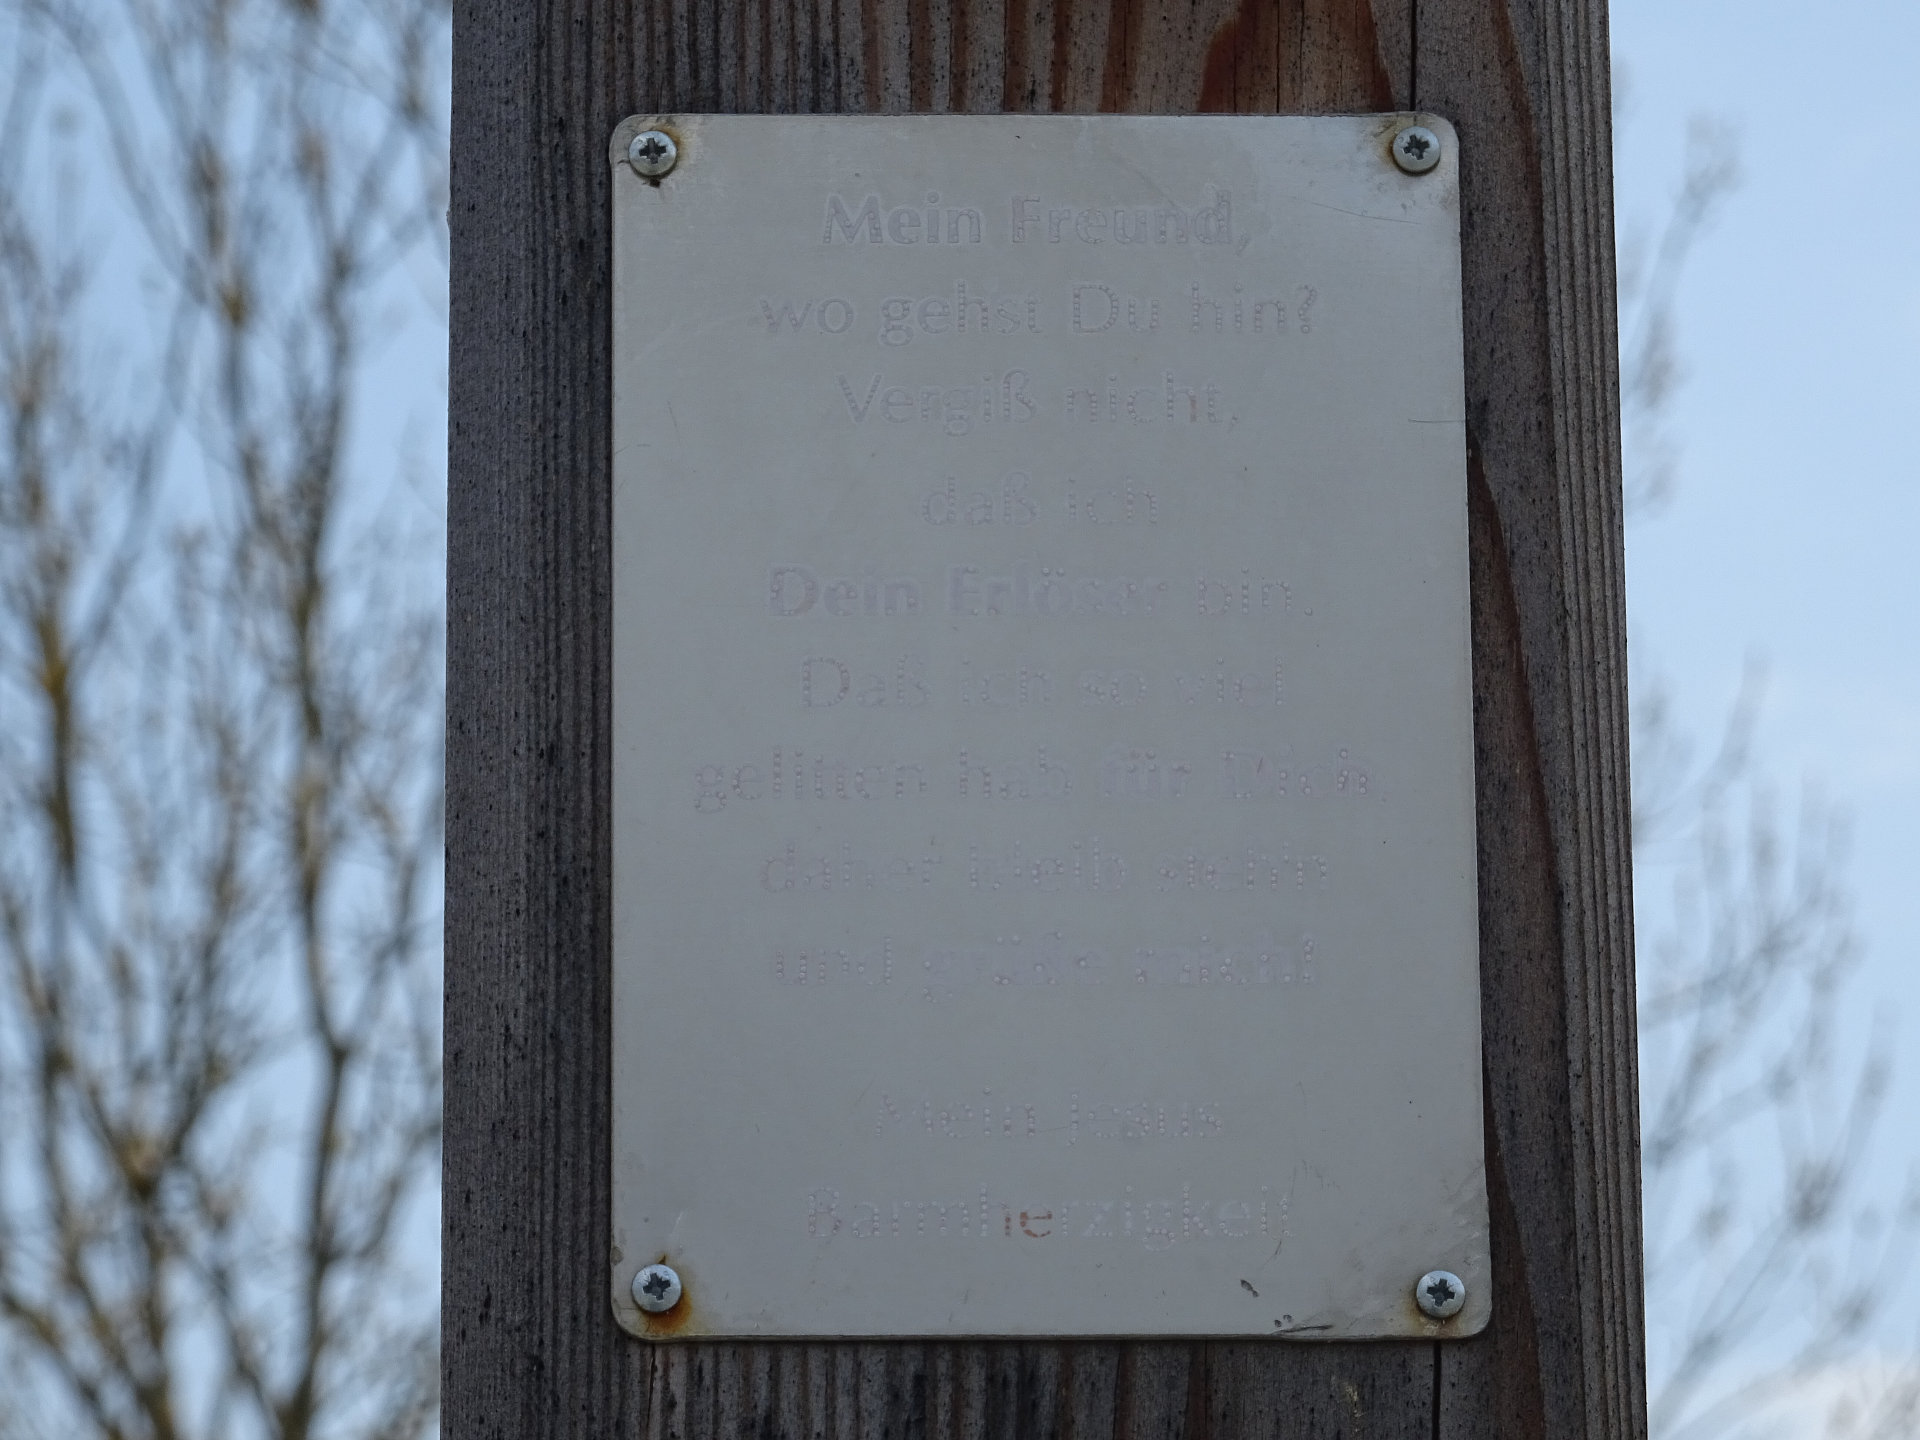 Mein Freund,
wo gehst Du hin?
Vergiß nicht,
daß ich
Dein Erlöser bin.
Daß ich so viel
gelitten hab für Dich,
daher bleib steh'n
und grüße mich!
Mein Jesus
Barmherzigkeit